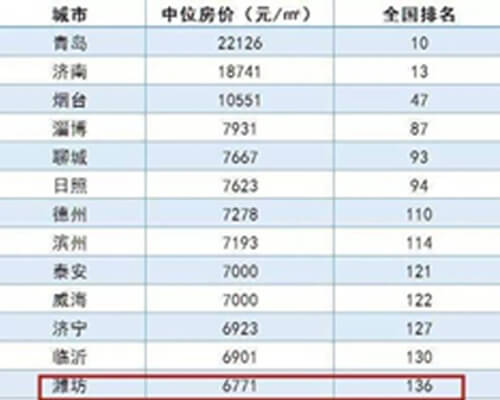 城市 中位房价（元/㎡） 全国排名
青岛 22126 10
济南 18741 13
烟台 10551 47
淄博 7931 87
聊城 7667 93
日照 7623 94
德州 7278 110
滨州 7193 114
泰安 7000 121
威海 7000 122
济宁 6923 127
临沂 6901 130
潍坊 6771 136